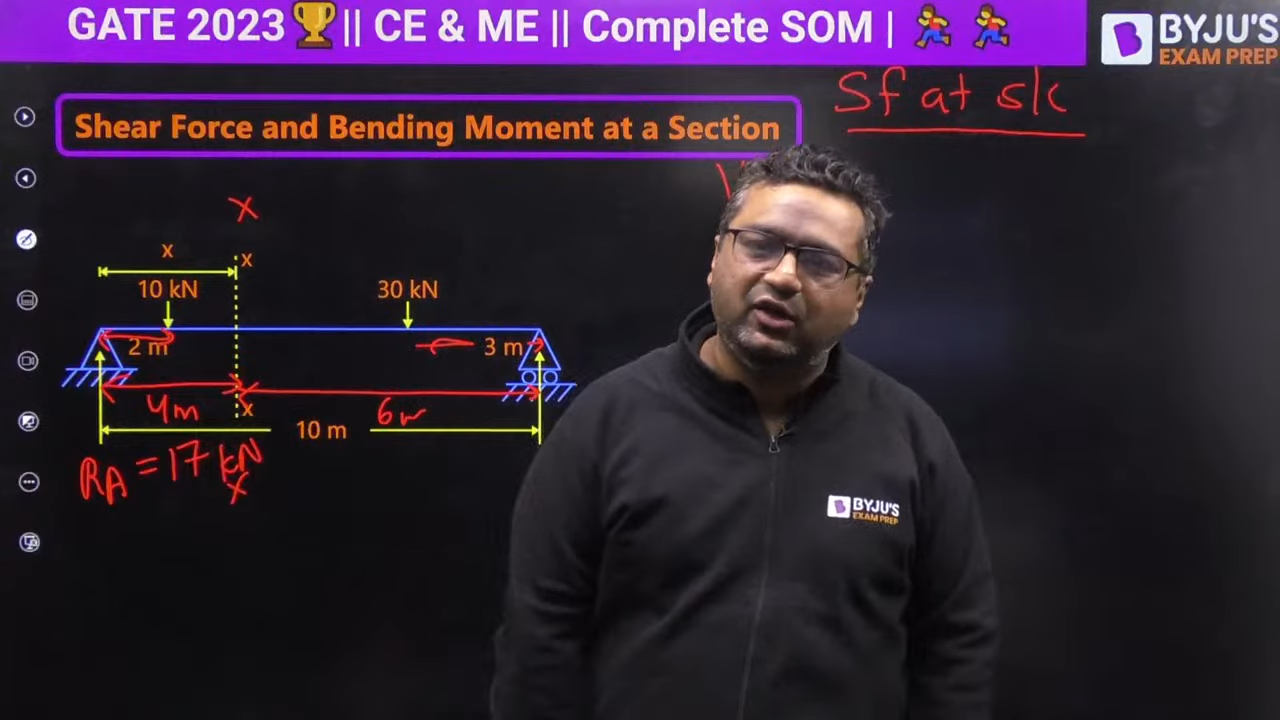 GATE 2023🏆|| CE & ME || Complete SOM | 🏃 🏃
BYJU'S
EXAM PREP
Sf at s/c
Shear Force and Bending Moment at a Section
x
x
x
10 kN
30 kN
2 m
3 m
4m
x
6m
10 m
RA = 17 kN
x
BYJU'S
EXAM PREP